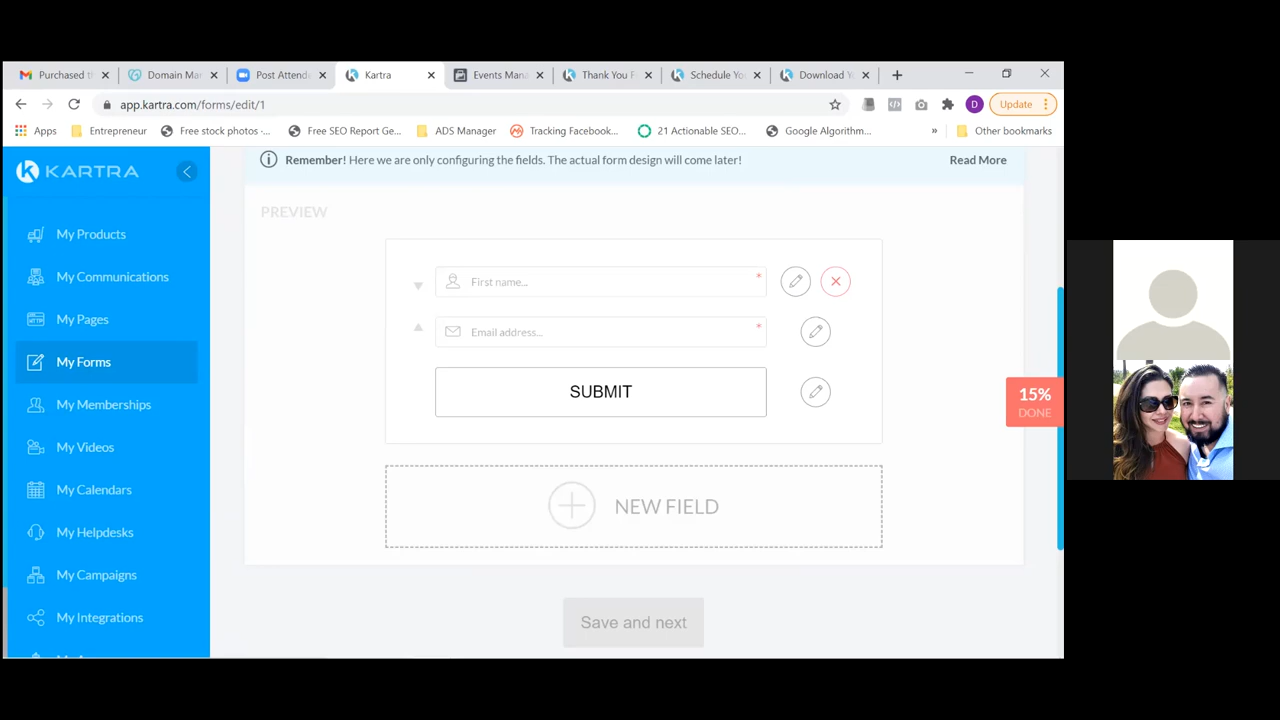 Purchased t
Domain Mar
Post Attende
Kartra
Events Mana
Thank You F
Schedule Yo
Download Y
app.kartra.com/forms/edit/1
D
Update
Apps
Entrepreneur
Free stock photos -...
Free SEO Report Ge...
ADS Manager
Tracking Facebook...
21 Actionable SEO...
Google Algorithm...
»
Other bookmarks
KARTRA
Remember! Here we are only configuring the fields. The actual form design will come later!
Read More
My Products
My Communications
HTTP
My Pages
My Forms
My Memberships
My Videos
My Calendars
My Helpdesks
My Campaigns
My Integrations
PREVIEW
First name...
*
Email address...
*
SUBMIT
NEW FIELD
Save and next
15%
DONE